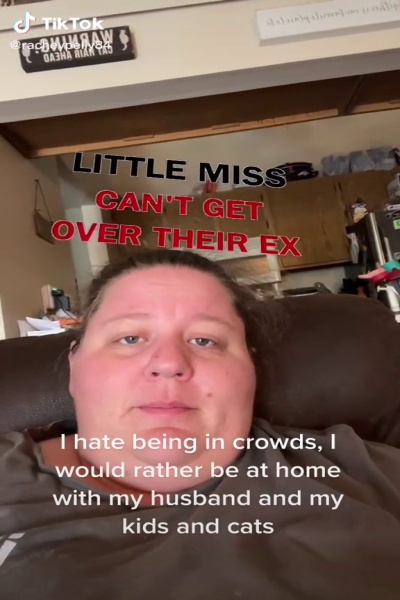 TikTok
@racheypelly84
WARNING!
CAT HAIR AHEAD
LITTLE MISS
CAN'T GET
OVER THEIR EX
I hate being in crowds, I
would rather be at home
with my husband and my
kids and cats